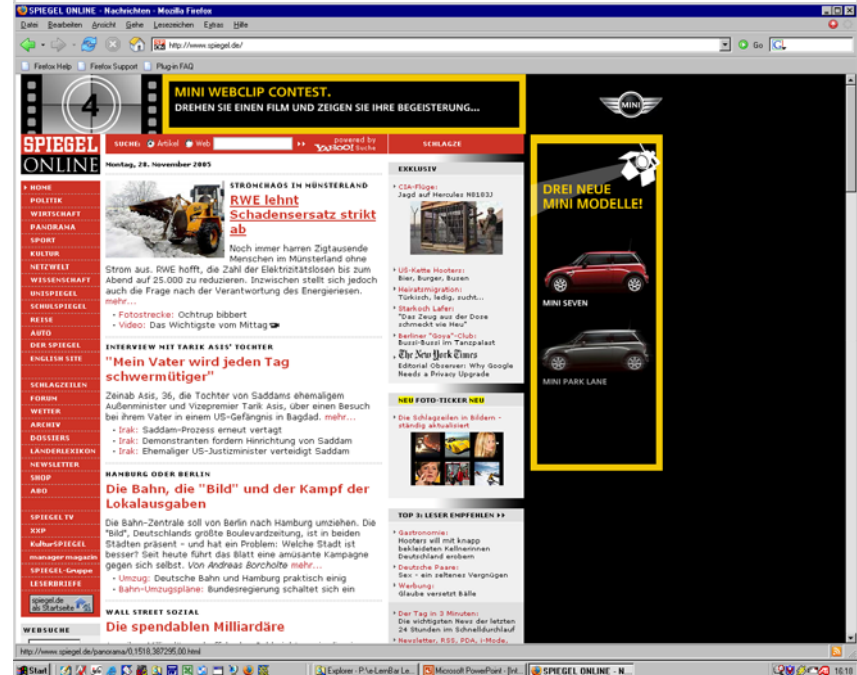 SPIEGEL ONLINE - Nachrichten - Mozilla Firefox
Datei Bearbeiten Ansicht Gehe Lesezeichen Extras Hilfe
http://www.spiegel.de/
Go
Firefox Help Firefox Support Plug-in FAQ
4
MINI WEBCLIP CONTEST.
DREHEN SIE EINEN FILM UND ZEIGEN SIE IHRE BEGEISTERUNG...
MINI
SPIEGEL
ONLINE
SUCHE: Artikel Web
powered by
YAHOO! Suche
SCHLAGZE
Montag, 28. November 2005
HOME
POLITIK
WIRTSCHAFT
PANORAMA
SPORT
KULTUR
NETZWELT
WISSENSCHAFT
UNISPIEGEL
SCHULSPIEGEL
REISE
AUTO
DER SPIEGEL
ENGLISH SITE
SCHLAGZEILEN
FORUM
WETTER
ARCHIV
DOSSIERS
LÄNDERLEXIKON
NEWSLETTER
SHOP
ABO
SPIEGEL TV
XXP
KulturSPIEGEL
manager magazin
SPIEGEL-Gruppe
LESERBRIEFE
spiegel.de
als Startseite
WEBSUCHE
STROMCHAOS IN MÜNSTERLAND
RWE lehnt
Schadensersatz strikt
ab
Noch immer harren Zigtausende
Menschen im Münsterland ohne
Strom aus. RWE hofft, die Zahl der Elektrizitätslosen bis zum
Abend auf 25.000 zu reduzieren. Inzwischen stellt sich jedoch
auch die Frage nach der Verantwortung des Energieriesen.
mehr...
- Fotostrecke: Ochtrup bibbert
- Video: Das Wichtigste vom Mittag
INTERVIEW MIT TARIK ASIS' TOCHTER
"Mein Vater wird jeden Tag
schwermütiger"
Zeinab Asis, 36, die Tochter von Saddams ehemaligem
Außenminister und Vizepremier Tarik Asis, über einen Besuch
bei ihrem Vater in einem US-Gefängnis in Bagdad. mehr...
- Irak: Saddam-Prozess erneut vertagt
- Irak: Demonstranten fordern Hinrichtung von Saddam
- Irak: Ehemaliger US-Justizminister verteidigt Saddam
HAMBURG ODER BERLIN
Die Bahn, die "Bild" und der Kampf der
Lokalausgaben
Die Bahn-Zentrale soll von Berlin nach Hamburg umziehen. Die
"Bild", Deutschlands größte Boulevardzeitung, ist in beiden
Städten präsent - und hat ein Problem: Welche Stadt ist
besser? Seit heute führt das Blatt eine amüsante Kampagne
gegen sich selbst. Von Andreas Borcholte mehr...
- Umzug: Deutsche Bahn und Hamburg praktisch einig
- Bahn-Umzugspläne: Bundesregierung schaltet sich ein
WALL STREET SOZIAL
Die spendablen Milliardäre
EXKLUSIV
CIA-Flüge:
Jagd auf Hercules N8183J
US-Kette Hooters:
Bier, Burger, Busen
Heiratsmigration:
Türkisch, ledig, sucht...
Starkoch Lafer:
"Das Zeug aus der Dose
schmeckt wie Heu"
Berliner "Goya"-Club:
Bussi-Bussi im Tanzpalast
The New York Times
Editorial Observer: Why Google
Needs a Privacy Upgrade
NEU FOTO-TICKER NEU
Die Schlagzeilen in Bildern -
ständig aktualisiert
TOP 3: LESER EMPFEHLEN
Gastronomie:
Hooters will mit knapp
bekleideten Kellnerinnen
Deutschland erobern
Deutsche Paare:
Sex - ein seltenes Vergnügen
Werbung:
Glaube versetzt Bälle
Der Tag in 3 Minuten:
Die wichtigsten News der letzten
24 Stunden im Schnelldurchlauf
Newsletter, RSS, PDA, i-Mode,
DREI NEUE
MINI MODELLE!
MINI SEVEN
MINI PARK LANE
http://www.spiegel.de/panorama/0,1518,387295,00.html
Start
Explorer - P:\e-LernBar Le...
Microsoft PowerPoint - [Int...
SPIEGEL ONLINE - N...
16:18